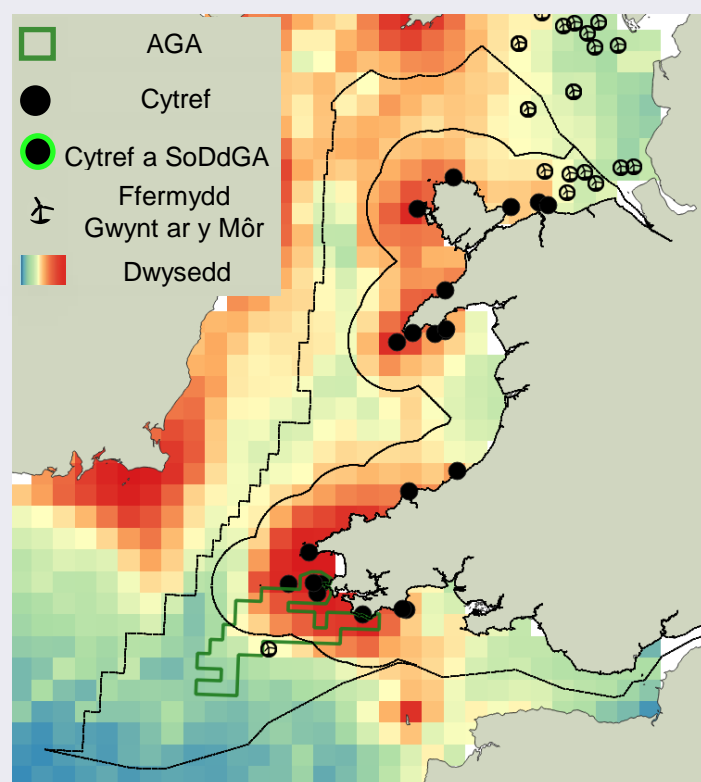 AGA
Cytref
Cytref a SoDdGA
Ffermydd
Gwynt ar y Môr
Dwysedd